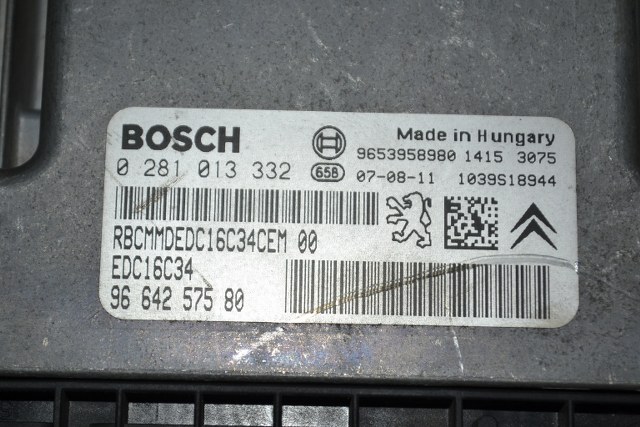 BOSCH
Made in Hungary
0 281 013 332
658
9653958980 1415 3075
07-08-11 1039S18944
RBCMMDEDC16C34CEM 00
EDC16C34
96 642 575 80